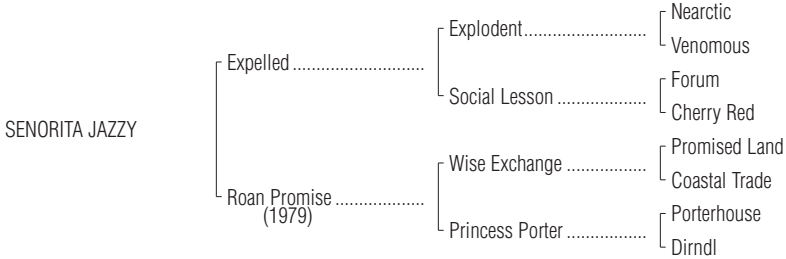 Nearctic
Explodent..........................
Venomous
Expelled ............................
Forum
Social Lesson ...................
Cherry Red
SENORITA JAZZY
Promised Land
Wise Exchange .................
Coastal Trade
Roan Promise ...................
(1979)
Porterhouse
Princess Porter .................
Dirndl